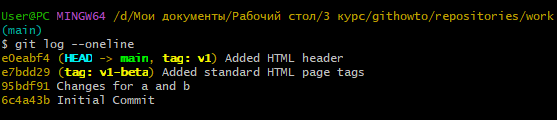 User@PC MINGW64 /d/Мои документы/Рабочий стол/3 курс/githowto/repositories/work
(main)
$ git log --oneline
e0eabf4 (HEAD -> main, tag: v1) Added HTML header
e7bdd29 (tag: v1-beta) Added standard HTML page tags
95bdf91 Changes for a and b
6c4a43b Initial Commit